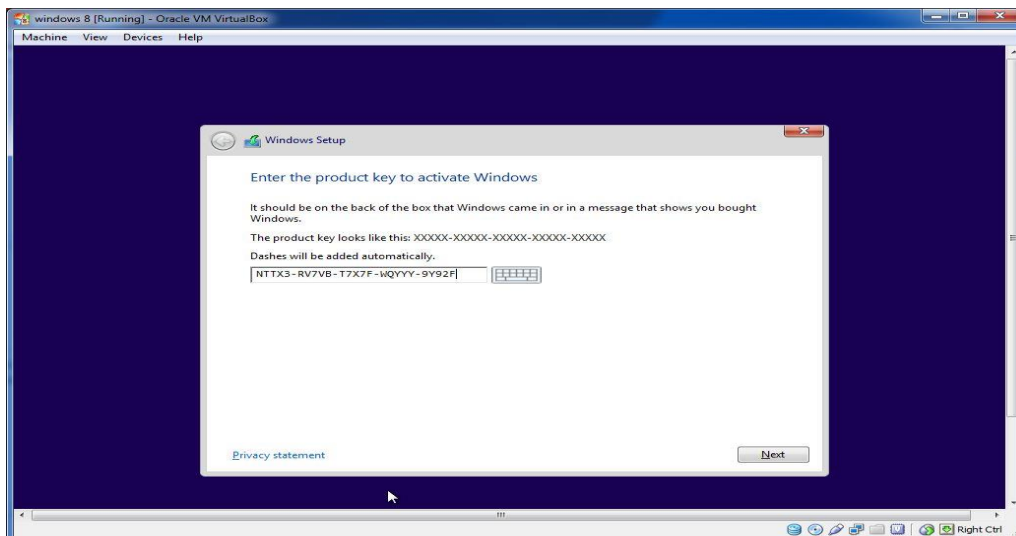 windows 8 [Running] - Oracle VM VirtualBox
Machine View Devices Help
Windows Setup
Enter the product key to activate Windows
It should be on the back of the box that Windows came in or in a message that shows you bought
Windows.
The product key looks like this: XXXXX-XXXXX-XXXXX-XXXXX-XXXXX
Dashes will be added automatically.
NTTX3-RV7VB-T7X7F-WQYYY-9Y92F
Privacy statement
Next
Right Ctrl